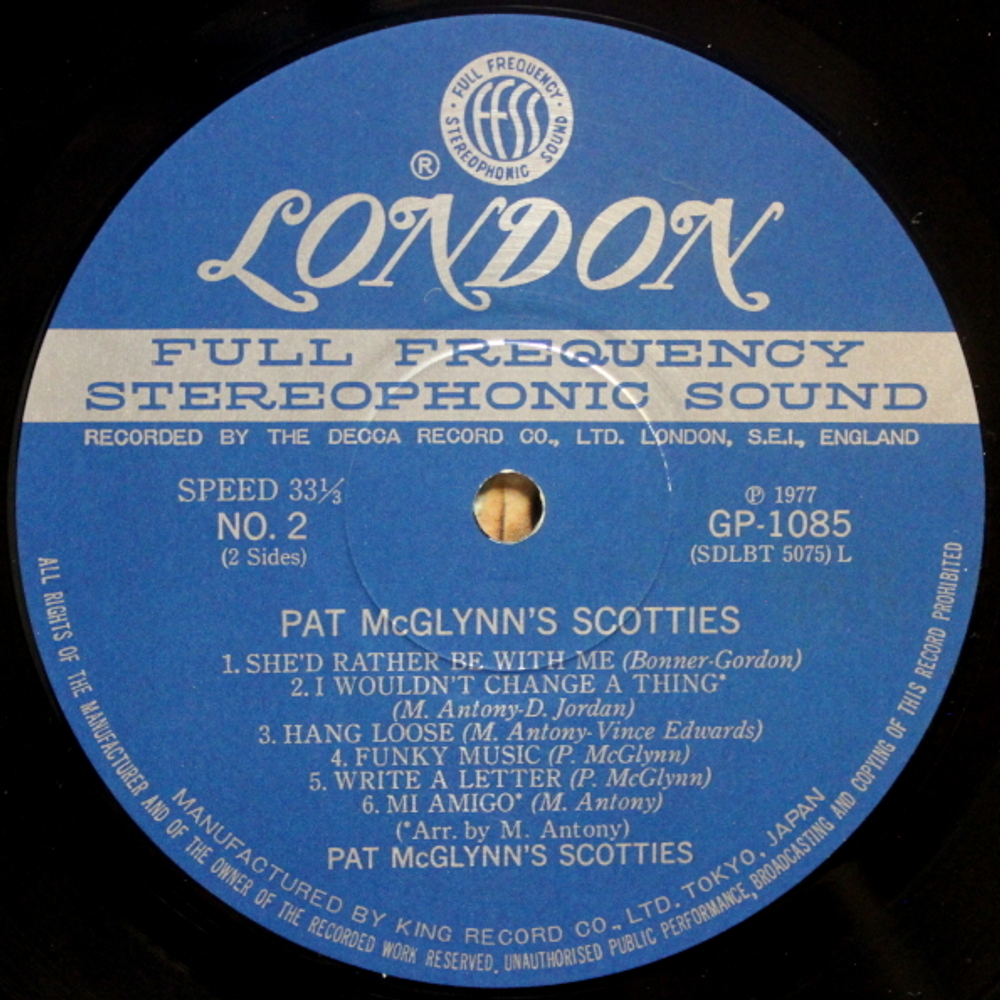 FULL FREQUENCY
STEREOPHONIC SOUND
FFSS
®
LONDON
FULL FREQUENCY
STEREOPHONIC SOUND
RECORDED BY THE DECCA RECORD CO., LTD. LONDON, S.E.I., ENGLAND
SPEED 33⅓
NO. 2
(2 Sides)
℗ 1977
GP-1085
(SDLBT 5075) L
PAT McGLYNN'S SCOTTIES
1. SHE'D RATHER BE WITH ME (Bonner-Gordon)
2. I WOULDN'T CHANGE A THING*
(M. Antony-D. Jordan)
3. HANG LOOSE (M. Antony-Vince Edwards)
4. FUNKY MUSIC (P. McGlynn)
5. WRITE A LETTER (P. McGlynn)
6. MI AMIGO* (M. Antony)
(*Arr. by M. Antony)
PAT McGLYNN'S SCOTTIES
MANUFACTURED BY KING RECORD CO., LTD. TOKYO, JAPAN
ALL RIGHTS OF THE MANUFACTURER AND OF THE OWNER OF THE RECORDED WORK RESERVED. UNAUTHORISED PUBLIC PERFORMANCE, BROADCASTING AND COPYING OF THIS RECORD PROHIBITED